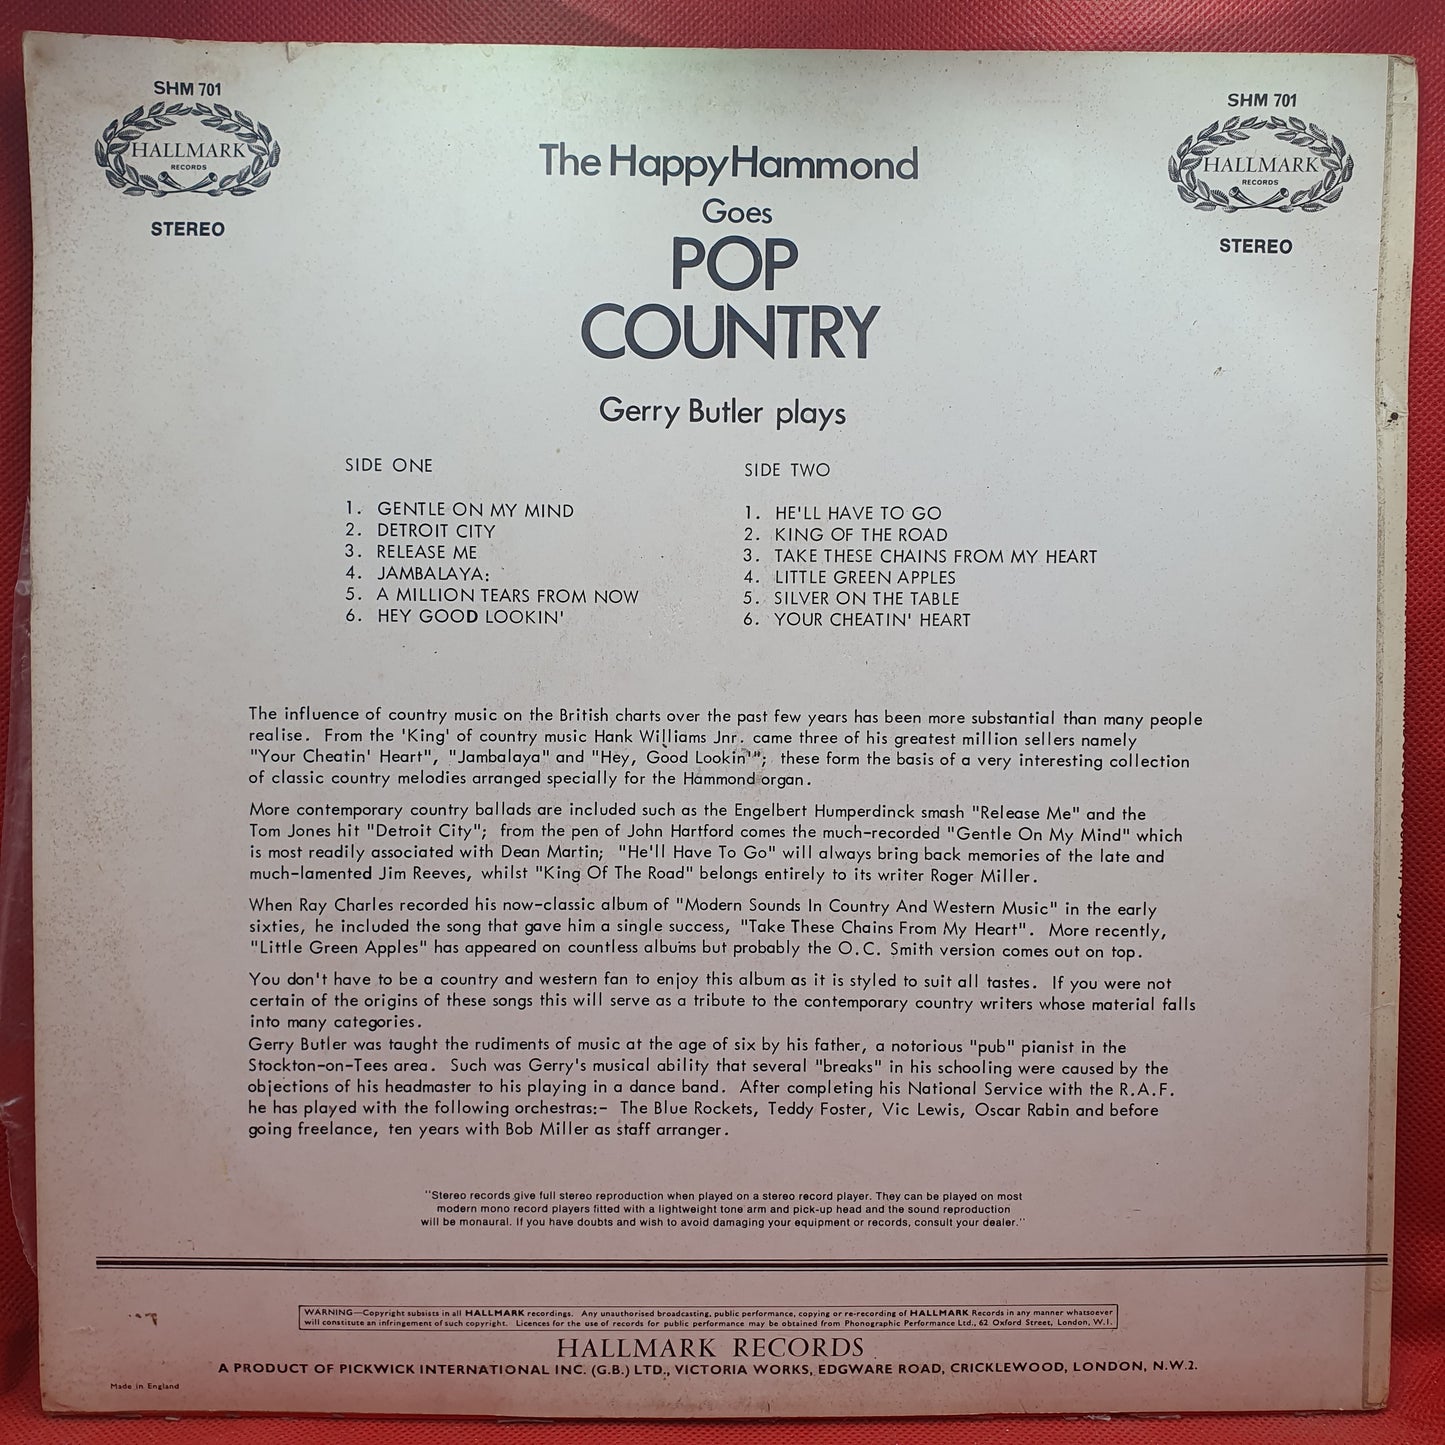 SHM 701
HALLMARK
RECORDS
STEREO
SHM 701
HALLMARK
RECORDS
STEREO
The Happy Hammond
Goes
POP
COUNTRY
Gerry Butler plays
SIDE ONE
1. GENTLE ON MY MIND
2. DETROIT CITY
3. RELEASE ME
4. JAMBALAYA:
5. A MILLION TEARS FROM NOW
6. HEY GOOD LOOKIN'
SIDE TWO
1. HE'LL HAVE TO GO
2. KING OF THE ROAD
3. TAKE THESE CHAINS FROM MY HEART
4. LITTLE GREEN APPLES
5. SILVER ON THE TABLE
6. YOUR CHEATIN' HEART
The influence of country music on the British charts over the past few years has been more substantial than many people
realise. From the 'King' of country music Hank Williams Jnr. came three of his greatest million sellers namely
"Your Cheatin' Heart", "Jambalaya" and "Hey, Good Lookin'"; these form the basis of a very interesting collection
of classic country melodies arranged specially for the Hammond organ.
More contemporary country ballads are included such as the Engelbert Humperdinck smash "Release Me" and the
Tom Jones hit "Detroit City"; from the pen of John Hartford comes the much-recorded "Gentle On My Mind" which
is most readily associated with Dean Martin; "He'll Have To Go" will always bring back memories of the late and
much-lamented Jim Reeves, whilst "King Of The Road" belongs entirely to its writer Roger Miller.
When Ray Charles recorded his now-classic album of "Modern Sounds In Country And Western Music" in the early
sixties, he included the song that gave him a single success, "Take These Chains From My Heart". More recently,
"Little Green Apples" has appeared on countless albums but probably the O.C. Smith version comes out on top.
You don't have to be a country and western fan to enjoy this album as it is styled to suit all tastes. If you were not
certain of the origins of these songs this will serve as a tribute to the contemporary country writers whose material falls
into many categories.
Gerry Butler was taught the rudiments of music at the age of six by his father, a notorious "pub" pianist in the
Stockton-on-Tees area. Such was Gerry's musical ability that several "breaks" in his schooling were caused by the
objections of his headmaster to his playing in a dance band. After completing his National Service with the R.A.F.
he has played with the following orchestras:- The Blue Rockets, Teddy Foster, Vic Lewis, Oscar Rabin and before
going freelance, ten years with Bob Miller as staff arranger.
"Stereo records give full stereo reproduction when played on a stereo record player. They can be played on most
modern mono record players fitted with a lightweight tone arm and pick-up head and the sound reproduction
will be monaural. If you have doubts and wish to avoid damaging your equipment or records, consult your dealer."
WARNING—Copyright subsists in all HALLMARK recordings. Any unauthorised broadcasting, public performance, copying or re-recording of HALLMARK Records in any manner whatsoever
will constitute an infringement of such copyright. Licences for the use of records for public performance may be obtained from Phonographic Performance Ltd., 62 Oxford Street, London, W.1.
HALLMARK RECORDS
A PRODUCT OF PICKWICK INTERNATIONAL INC. (G.B.) LTD., VICTORIA WORKS, EDGWARE ROAD, CRICKLEWOOD, LONDON, N.W.2.
Made in England